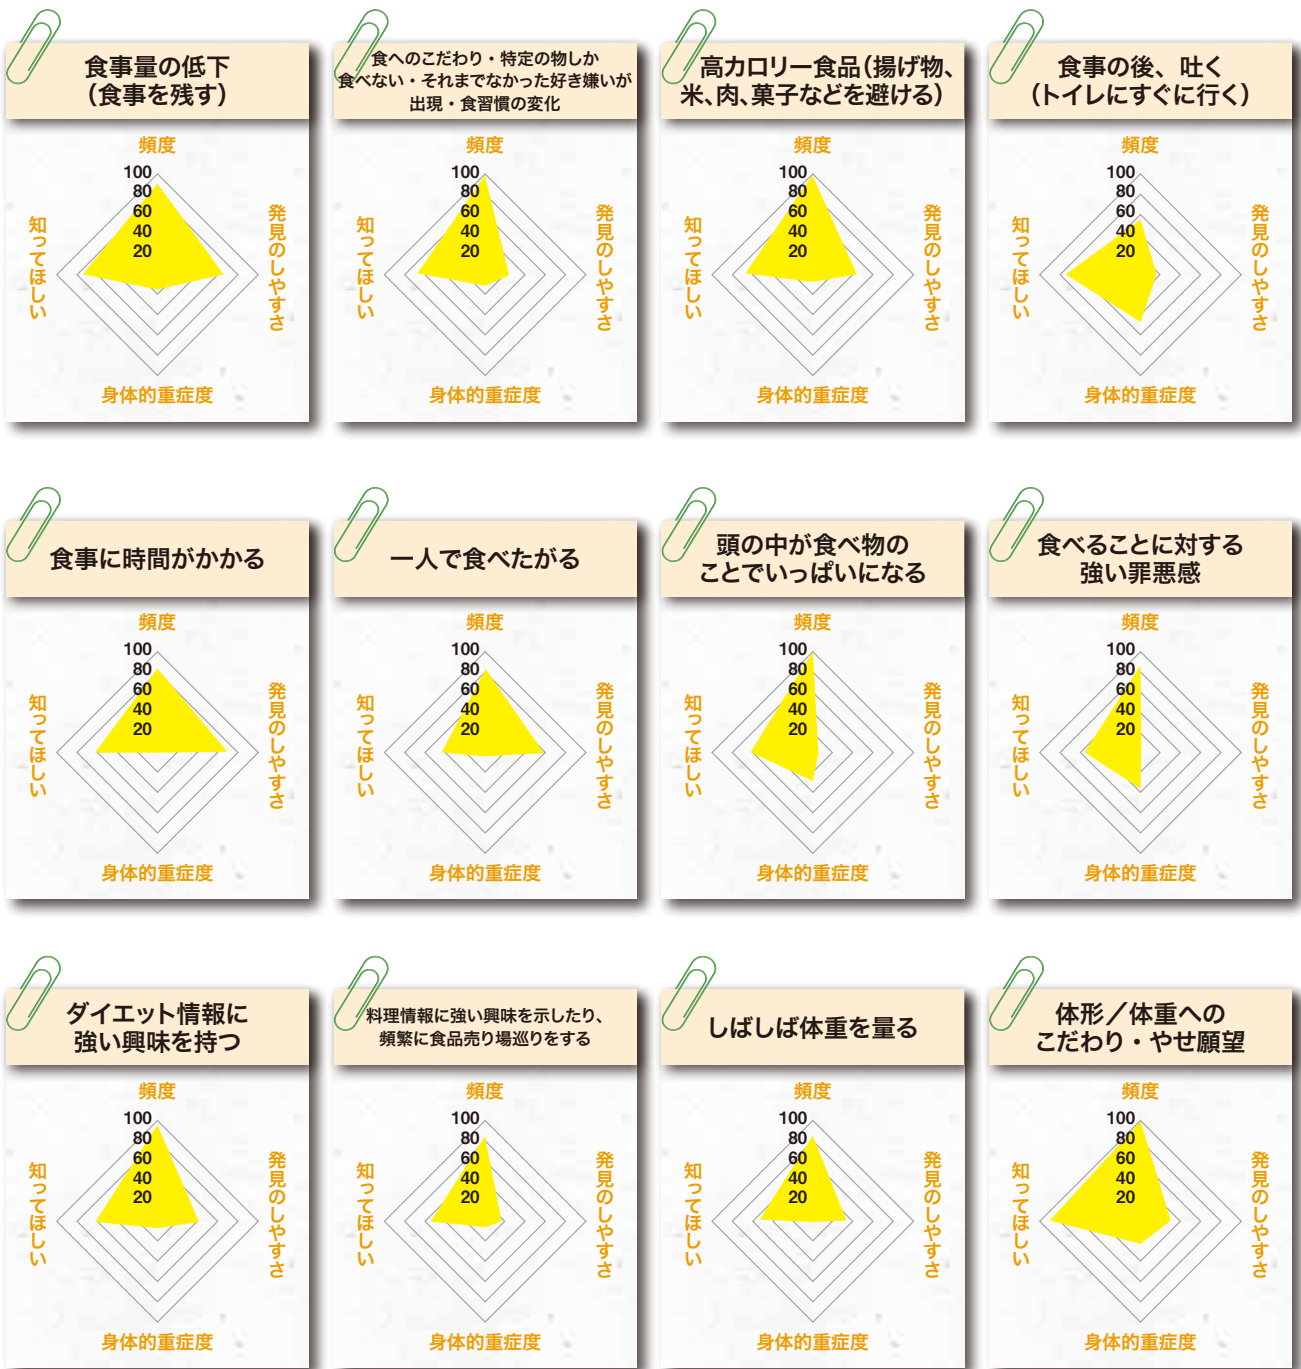 食事量の低下
（食事を残す）
頻度
100
80
60
40
20
知ってほしい
発見のしやすさ
身体的重症度
食へのこだわり・特定の物しか
食べない・それまでなかった好き嫌いが
出現・食習慣の変化
頻度
100
80
60
40
20
知ってほしい
発見のしやすさ
身体的重症度
高カロリー食品（揚げ物、
米、肉、菓子などを避ける）
頻度
100
80
60
40
20
知ってほしい
発見のしやすさ
身体的重症度
食事の後、吐く
（トイレにすぐに行く）
頻度
100
80
60
40
20
知ってほしい
発見のしやすさ
身体的重症度
食事に時間がかかる
頻度
100
80
60
40
20
知ってほしい
発見のしやすさ
身体的重症度
一人で食べたがる
頻度
100
80
60
40
20
知ってほしい
発見のしやすさ
身体的重症度
頭の中が食べ物の
ことでいっぱいになる
頻度
100
80
60
40
20
知ってほしい
発見のしやすさ
身体的重症度
食べることに対する
強い罪悪感
頻度
100
80
60
40
20
知ってほしい
発見のしやすさ
身体的重症度
ダイエット情報に
強い興味を持つ
頻度
100
80
60
40
20
知ってほしい
発見のしやすさ
身体的重症度
料理情報に強い興味を示したり、
頻繁に食品売り場巡りをする
頻度
100
80
60
40
20
知ってほしい
発見のしやすさ
身体的重症度
しばしば体重を量る
頻度
100
80
60
40
20
知ってほしい
発見のしやすさ
身体的重症度
体形／体重への
こだわり・やせ願望
頻度
100
80
60
40
20
知ってほしい
発見のしやすさ
身体的重症度